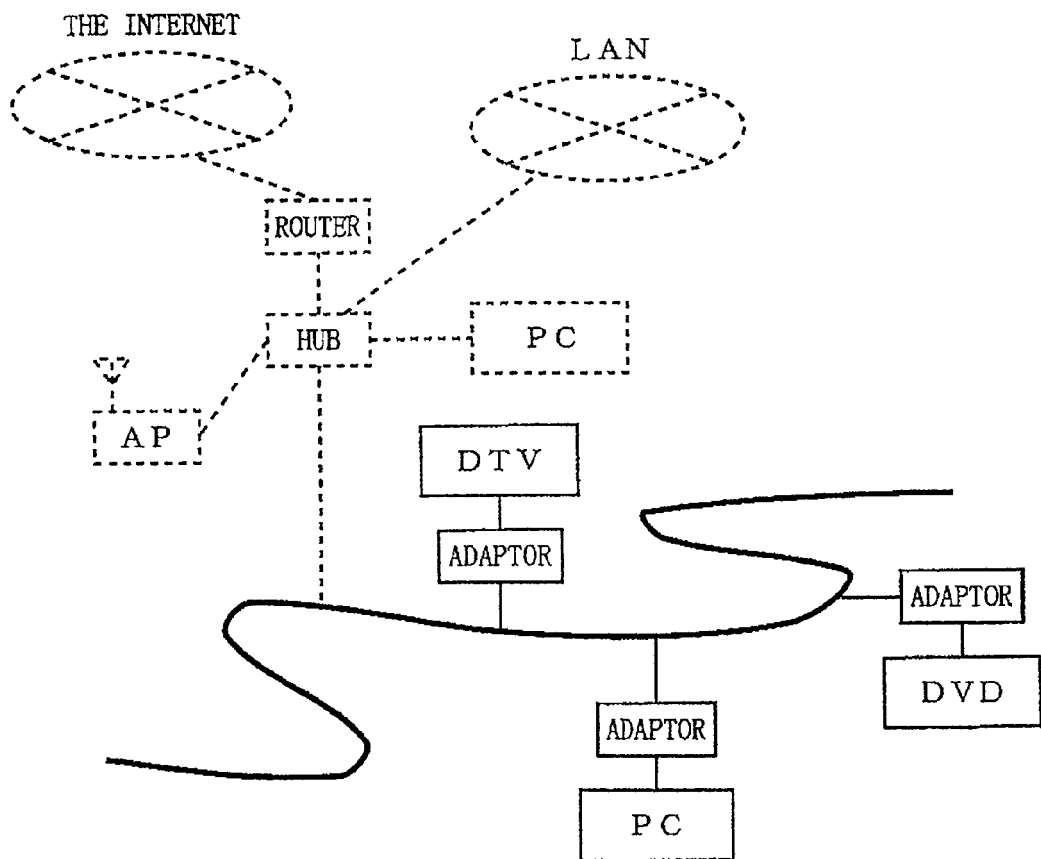 THE INTERNET
LAN
ROUTER
HUB
PC
AP
DTV
ADAPTOR
ADAPTOR
DVD
ADAPTOR
PC